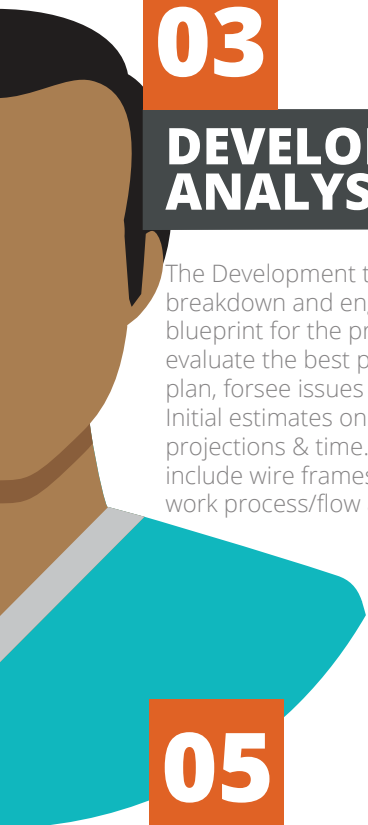 03
DEVELO
ANALYS
The Development t
breakdown and eng
blueprint for the pr
evaluate the best p
plan, forsee issues
Initial estimates on
projections & time.
include wire frames
work process/flow
05